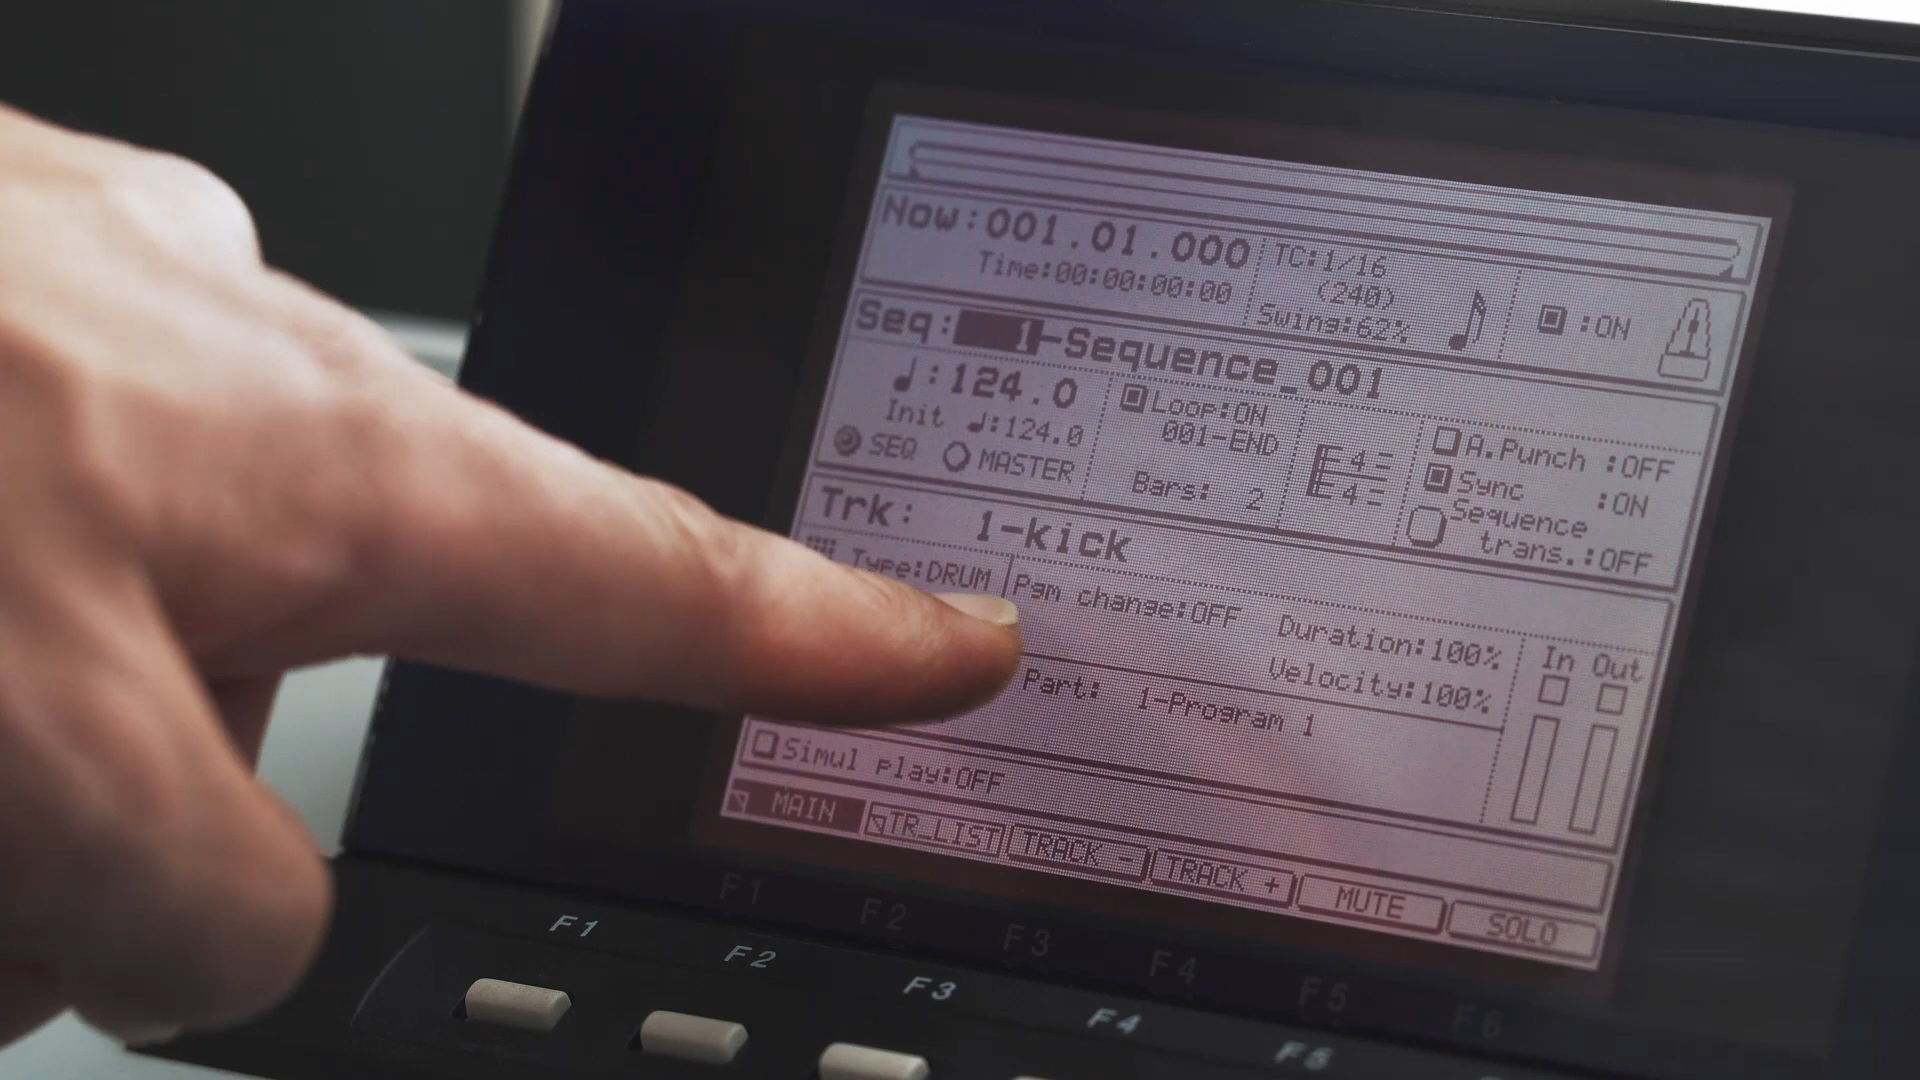 Now:001.01.000
Time:00:00:00:00
TC:1/16
(240)
Swing:62%
:ON
Seq: 1-Sequence_001
♩:124.0
Init ♩:124.0
SEQ MASTER
Loop:ON
001-END
Bars: 2
4
4
A.Punch :OFF
Sync :ON
Sequence
trans.:OFF
Trk: 1-kick
Type:DRUM
Pgm change:OFF
Duration:100%
Velocity:100%
In Out
Part: 1-Program 1
Simul play:OFF
MAIN TR_LIST TRACK - TRACK + MUTE SOLO
F1 F2 F3 F4 F5 F6
F1 F2 F3 F4 F5